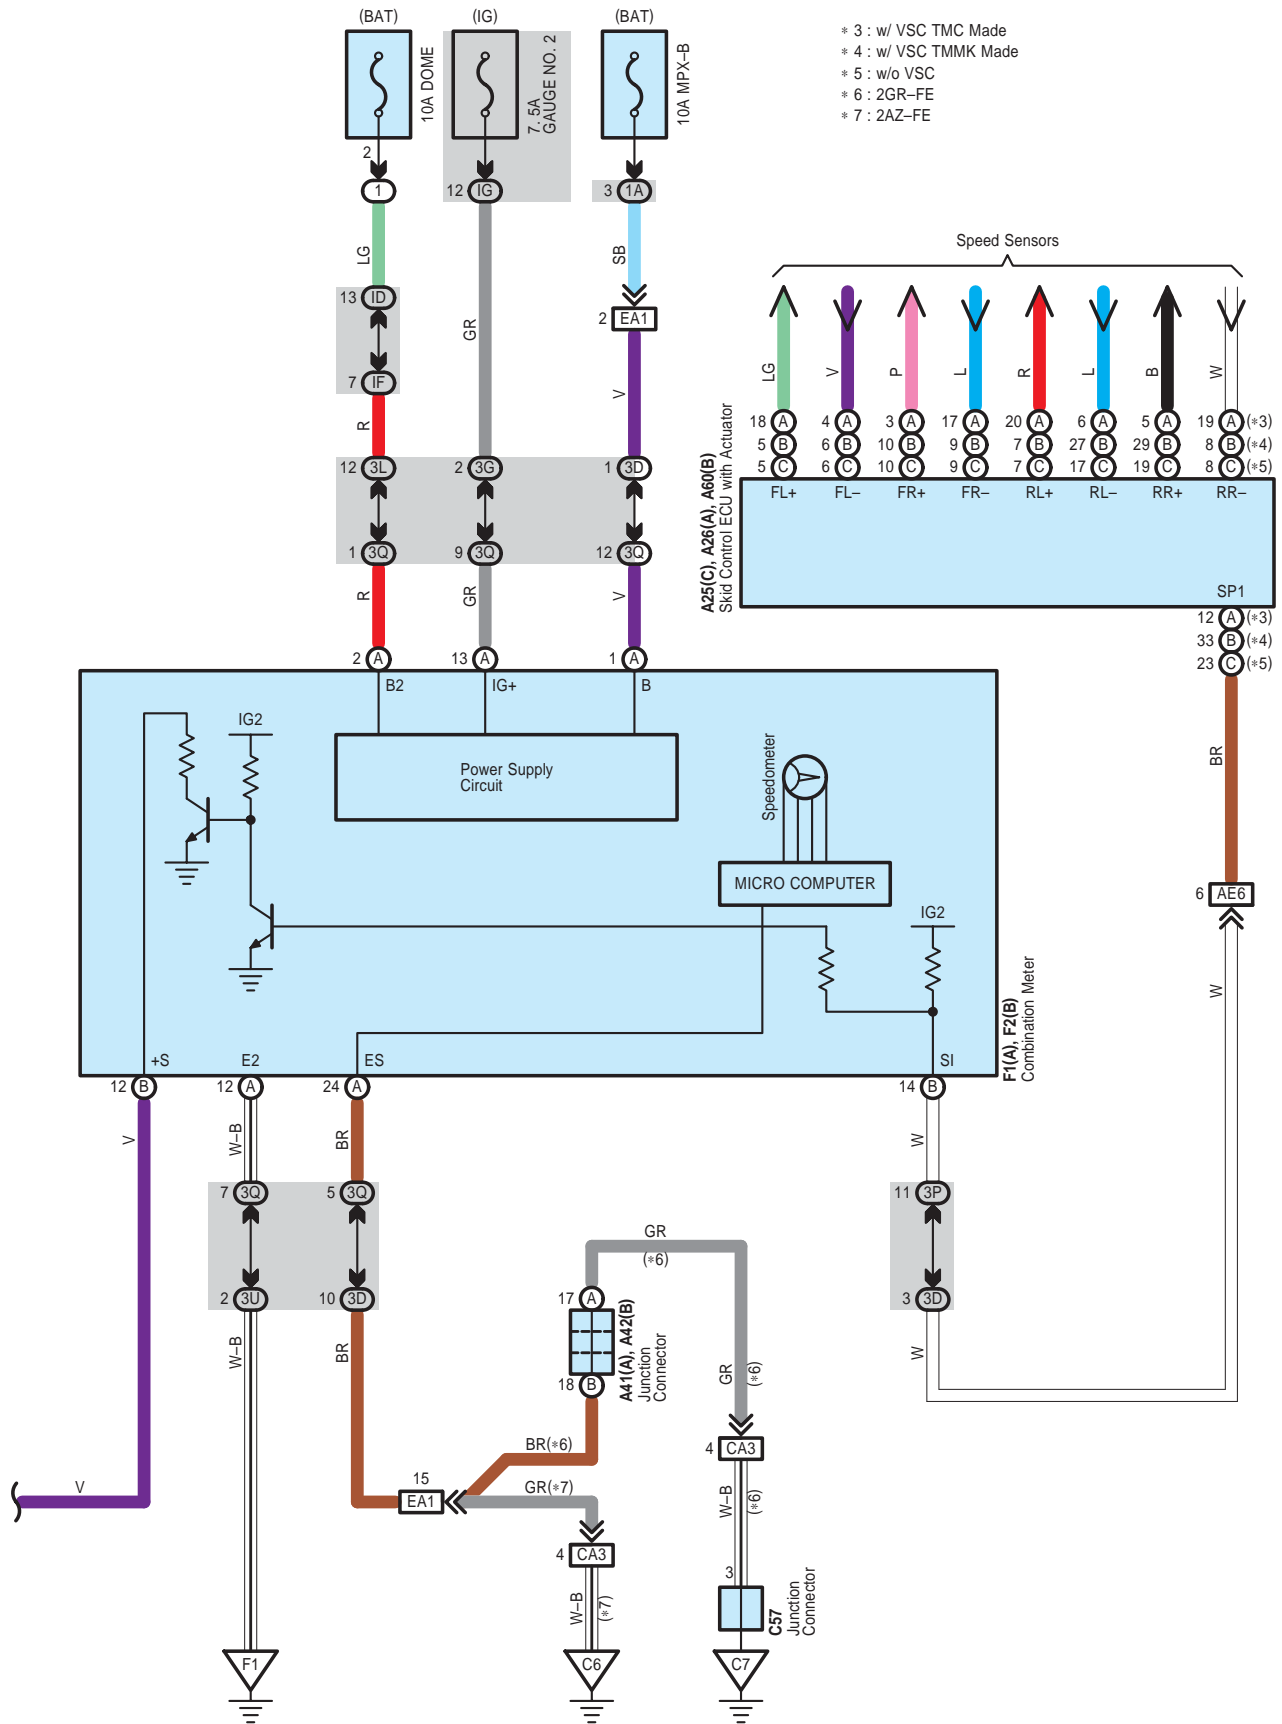 (BAT)
(IG)
(BAT)
10A DOME
7. 5A
GAUGE NO. 2
10A MPX–B
∗ 3 : w/ VSC TMC Made
∗ 4 : w/ VSC TMMK Made
∗ 5 : w/o VSC
∗ 6 : 2GR–FE
∗ 7 : 2AZ–FE
2
1
12 IG
3 1A
LG
GR
SB
13 ID
2 EA1
7 IF
R
V
12 3L
2 3G
1 3D
1 3Q
9 3Q
12 3Q
R
GR
V
2 A
13 A
1 A
Speed Sensors
LG
V
P
L
R
L
B
W
18 A
4 A
3 A
17 A
20 A
6 A
5 A
19 A (∗3)
5 B
6 B
10 B
9 B
7 B
27 B
29 B
8 B (∗4)
5 C
6 C
10 C
9 C
7 C
17 C
19 C
8 C (∗5)
FL+
FL–
FR+
FR–
RL+
RL–
RR+
RR–
A25(C), A26(A), A60(B)
Skid Control ECU with Actuator
SP1
12 A (∗3)
33 B (∗4)
23 C (∗5)
BR
6 AE6
W
B2
IG+
B
IG2
Power Supply
Circuit
Speedometer
MICRO COMPUTER
IG2
F1(A), F2(B)
Combination Meter
+S
E2
ES
SI
12 B
12 A
24 A
14 B
V
W–B
BR
W
7 3Q
5 3Q
11 3P
2 3U
10 3D
3 3D
W–B
BR
W
GR
(∗6)
17 A
A41(A), A42(B)
Junction
Connector
18 B
GR
(∗6)
BR(∗6)
4 CA3
V
15
EA1
GR(∗7)
W–B
(∗6)
4 CA3
W–B
(∗7)
3
C57
Junction
Connector
F1
C6
C7